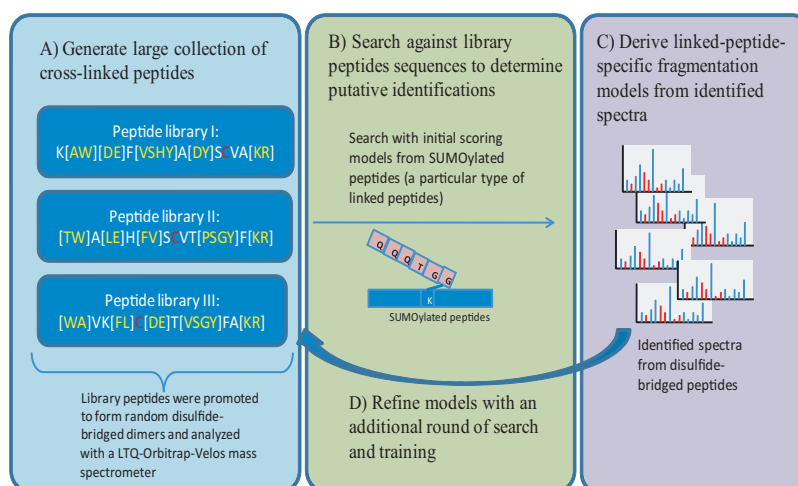 A) Generate large collection of
cross-linked peptides
Peptide library I:
K[AW][DE]F[VSHY]A[DY]SCVA[KR]
Peptide library II:
[TW]A[LE]H[FV]SCVT[PSGY]F[KR]
Peptide library III:
[WA]VK[FL]C[DE]T[VSGY]FA[KR]
Library peptides were promoted
to form random disulfide-
bridged dimers and analyzed
with a LTQ-Orbitrap-Velos mass
spectrometer
B) Search against library
peptides sequences to determine
putative identifications
Search with initial scoring
models from SUMOylated
peptides (a particular type of
linked peptides)
Q Q Q T G G
K
SUMOylated peptides
D) Refine models with an
additional round of search
and training
C) Derive linked-peptide-
specific fragmentation
models from identified
spectra
Identified spectra
from disulfide-
bridged peptides